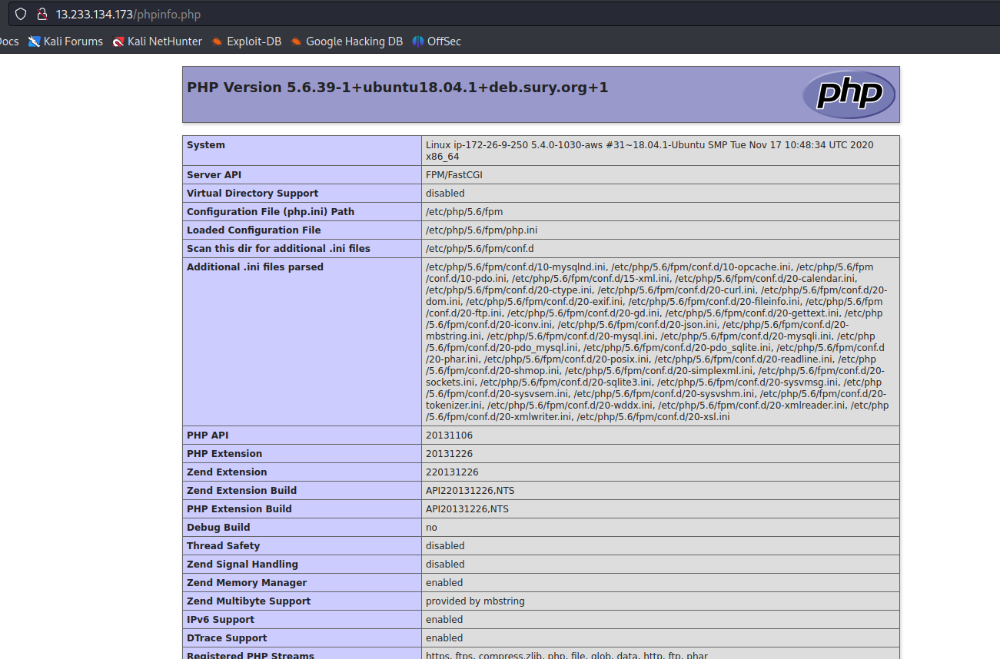 13.233.134.173/phpinfo.php
Docs Kali Forums Kali NetHunter Exploit-DB Google Hacking DB OffSec
PHP Version 5.6.39-1+ubuntu18.04.1+deb.sury.org+1
php
System
Linux ip-172-26-9-250 5.4.0-1030-aws #31~18.04.1-Ubuntu SMP Tue Nov 17 10:48:34 UTC 2020
x86_64
Server API FPM/FastCGI
Virtual Directory Support disabled
Configuration File (php.ini) Path /etc/php/5.6/fpm
Loaded Configuration File /etc/php/5.6/fpm/php.ini
Scan this dir for additional .ini files /etc/php/5.6/fpm/conf.d
Additional .ini files parsed
/etc/php/5.6/fpm/conf.d/10-mysqlnd.ini, /etc/php/5.6/fpm/conf.d/10-opcache.ini, /etc/php/5.6/fpm
/conf.d/10-pdo.ini, /etc/php/5.6/fpm/conf.d/15-xml.ini, /etc/php/5.6/fpm/conf.d/20-calendar.ini,
/etc/php/5.6/fpm/conf.d/20-ctype.ini, /etc/php/5.6/fpm/conf.d/20-curl.ini, /etc/php/5.6/fpm/conf.d/20-
dom.ini, /etc/php/5.6/fpm/conf.d/20-exif.ini, /etc/php/5.6/fpm/conf.d/20-fileinfo.ini, /etc/php/5.6/fpm
/conf.d/20-ftp.ini, /etc/php/5.6/fpm/conf.d/20-gd.ini, /etc/php/5.6/fpm/conf.d/20-gettext.ini, /etc/php
/5.6/fpm/conf.d/20-iconv.ini, /etc/php/5.6/fpm/conf.d/20-json.ini, /etc/php/5.6/fpm/conf.d/20-
mbstring.ini, /etc/php/5.6/fpm/conf.d/20-mysql.ini, /etc/php/5.6/fpm/conf.d/20-mysqli.ini, /etc/php
/5.6/fpm/conf.d/20-pdo_mysql.ini, /etc/php/5.6/fpm/conf.d/20-pdo_sqlite.ini, /etc/php/5.6/fpm/conf.d
/20-phar.ini, /etc/php/5.6/fpm/conf.d/20-posix.ini, /etc/php/5.6/fpm/conf.d/20-readline.ini, /etc/php
/5.6/fpm/conf.d/20-shmop.ini, /etc/php/5.6/fpm/conf.d/20-simplexml.ini, /etc/php/5.6/fpm/conf.d/20-
sockets.ini, /etc/php/5.6/fpm/conf.d/20-sqlite3.ini, /etc/php/5.6/fpm/conf.d/20-sysvmsg.ini, /etc/php
/5.6/fpm/conf.d/20-sysvsem.ini, /etc/php/5.6/fpm/conf.d/20-sysvshm.ini, /etc/php/5.6/fpm/conf.d/20-
tokenizer.ini, /etc/php/5.6/fpm/conf.d/20-wddx.ini, /etc/php/5.6/fpm/conf.d/20-xmlreader.ini, /etc/php
/5.6/fpm/conf.d/20-xmlwriter.ini, /etc/php/5.6/fpm/conf.d/20-xsl.ini
PHP API 20131106
PHP Extension 20131226
Zend Extension 220131226
Zend Extension Build API220131226,NTS
PHP Extension Build API20131226,NTS
Debug Build no
Thread Safety disabled
Zend Signal Handling disabled
Zend Memory Manager enabled
Zend Multibyte Support provided by mbstring
IPv6 Support enabled
DTrace Support enabled
Registered PHP Streams https, ftps, compress.zlib, php, file, glob, data, http, ftp, phar